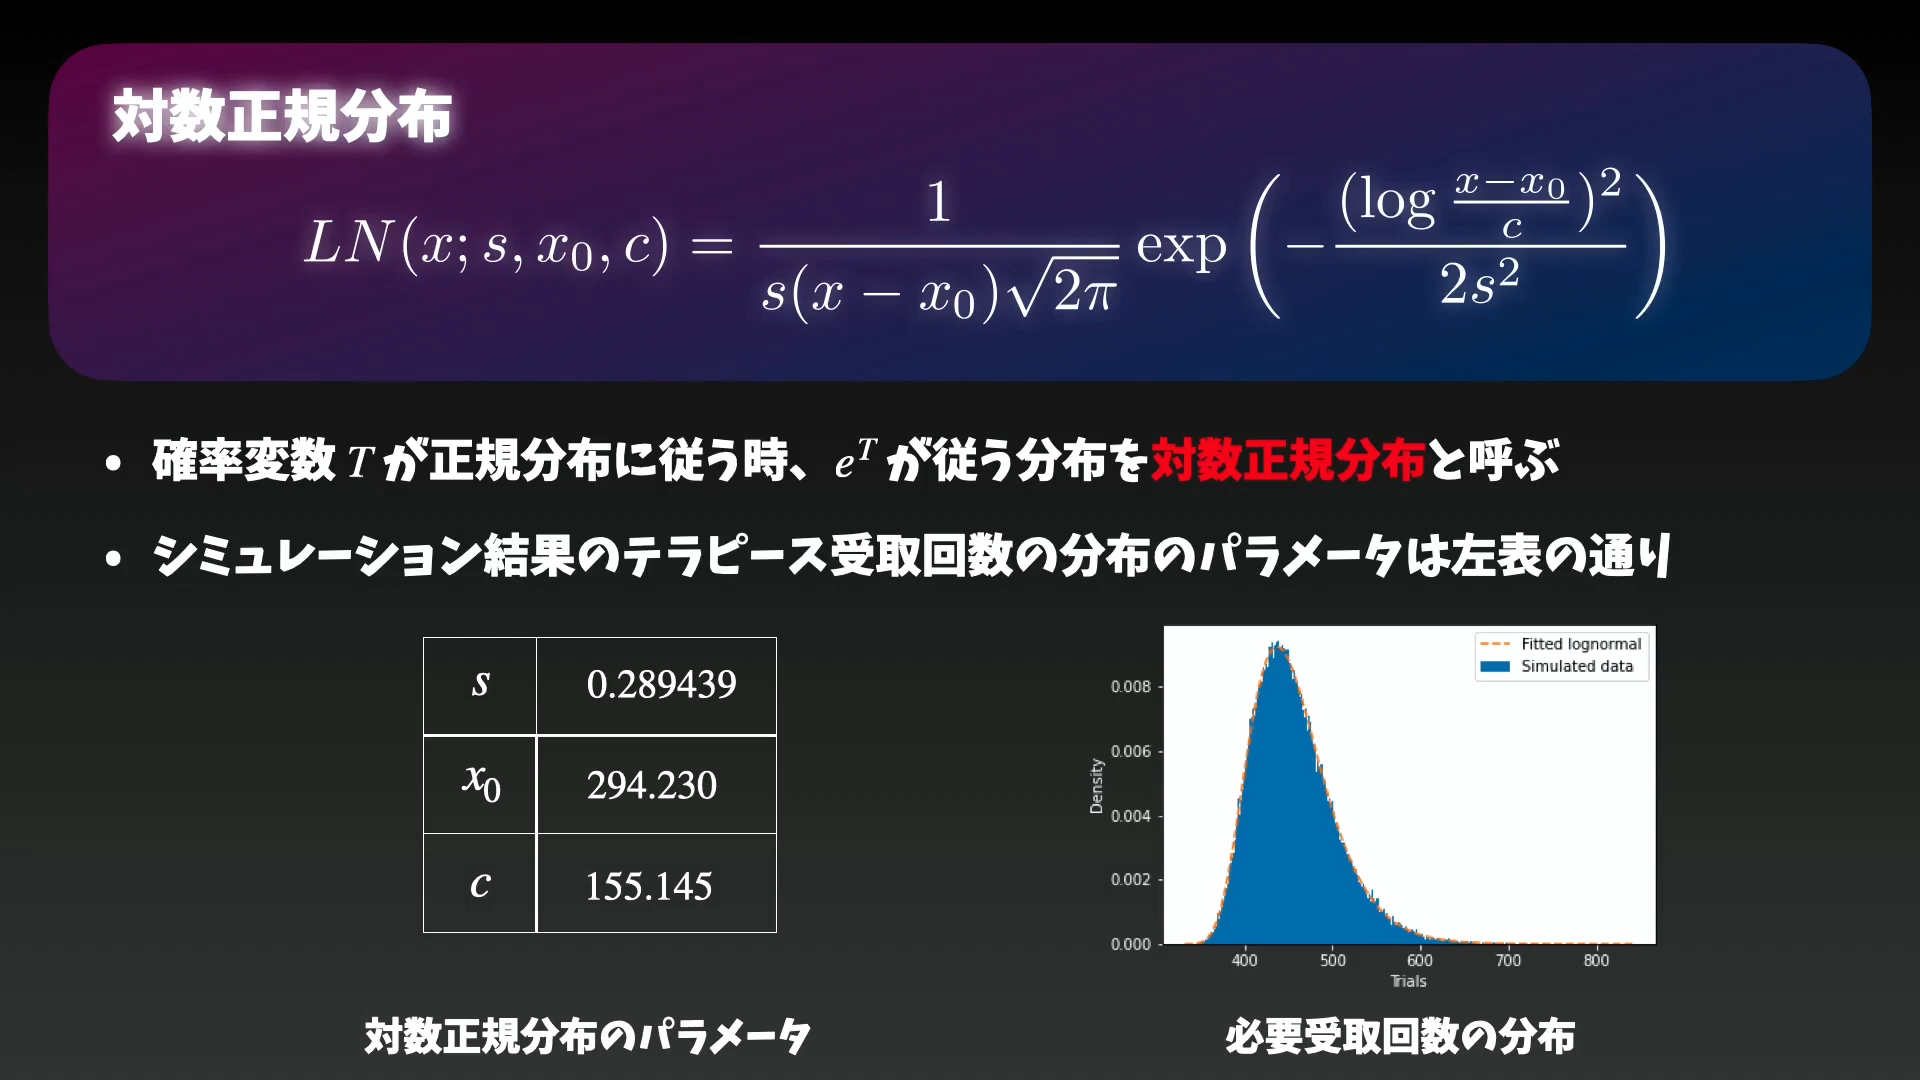 対数正規分布
LN(x; s, x₀, c) = \frac{1}{s(x − x₀)\sqrt{2π}} exp\left(−\frac{(log \frac{x−x₀}{c})²}{2s²}\right)
• 確率変数 T が正規分布に従う時、e^T が従う分布を対数正規分布と呼ぶ
• シミュレーション結果のテラピース受取回数の分布のパラメータは左表の通り
s 0.289439
x₀ 294.230
c 155.145
対数正規分布のパラメータ
Fitted lognormal
Simulated data
0.008
0.006
0.004
0.002
0.000
Density
400 500 600 700 800
Trials
必要受取回数の分布